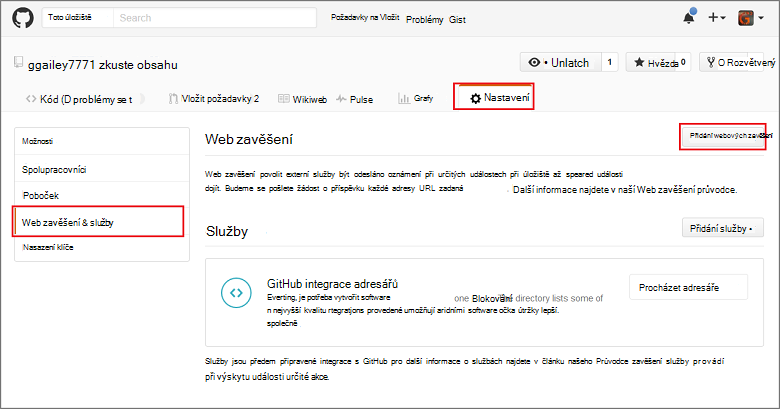 Toto úložiště
Search
Požadavky na Vložit
Problémy
Gist
ggailey7771 zkuste obsahu
• Unlatch
1
Hvězda 0
O Rozvětvený
Kód (D problémy se t
Vložit požadavky 2
Wikiweb
Pulse
Grafy
Nastavení
Možnosti
Spolupracovníci
Poboček
Web zavěšení & služby
Nasazení klíče
Web zavěšení
Přidání webových zavěšení
Web zavěšení povolit externí služby být odesláno oznámení při určitých událostech při úložiště až speared události
dojít. Budeme se pošlete žádost o příspěvku každé adresy URL zadaná . Další informace najdete v naší Web zavěšení průvodce.
Služby
Přidání služby
GitHub integrace adresářů
Everting, je potřeba vytvořit software
one Blokování directory lists some of
n nejvyšší kvalitu rtegrations provedené umožňují aridními software očka útržky lepší.
společně
Procházet adresáře
Služby jsou předem připravené integrace s GitHub pro další informace o službách najdete v článku našeho Průvodce zavěšení služby provádí
při výskytu události určité akce.